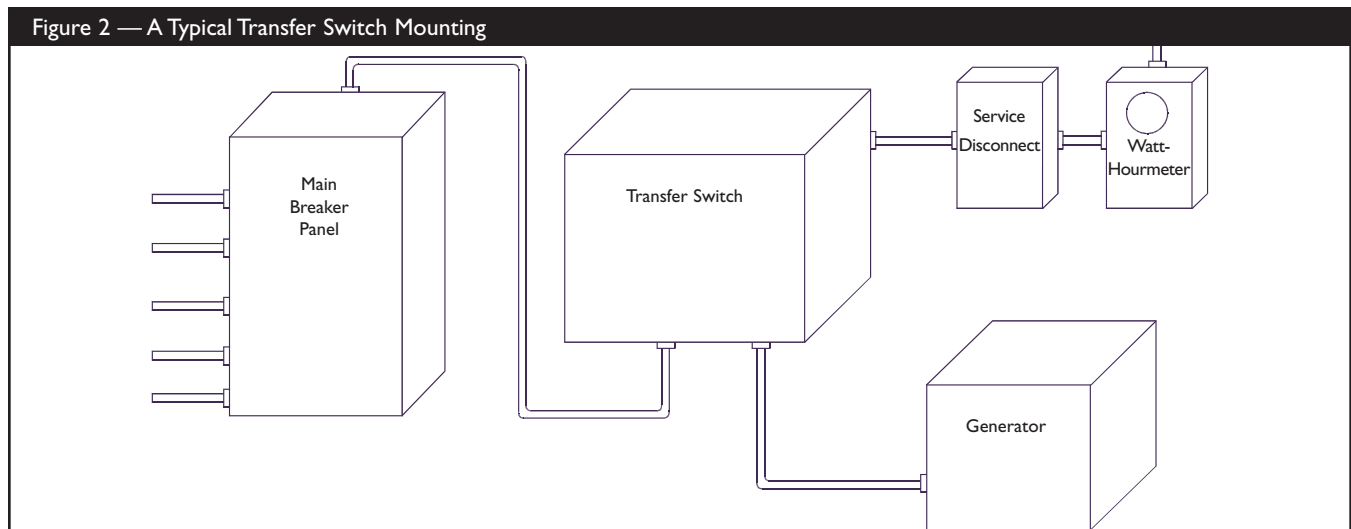 Figure 2 — A Typical Transfer Switch Mounting
Main
Breaker
Panel
Transfer Switch
Service
Disconnect
Watt-
Hourmeter
Generator